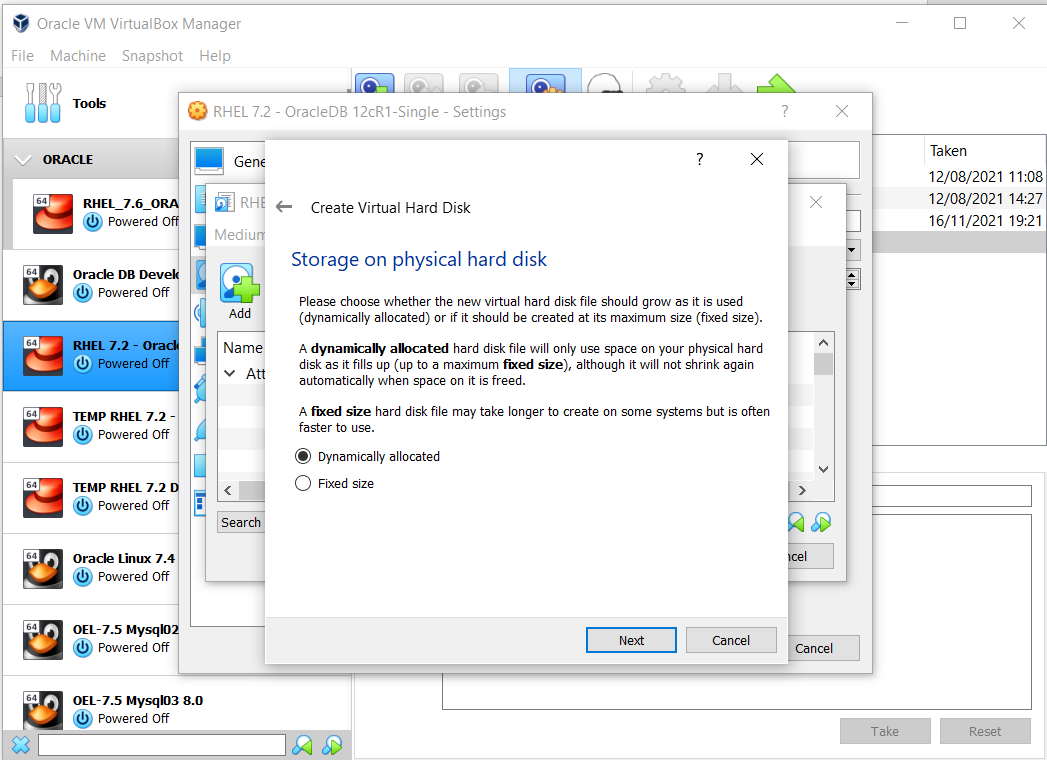 Oracle VM VirtualBox Manager
File Machine Snapshot Help
Tools
RHEL 7.2 - OracleDB 12cR1-Single - Settings
?
ORACLE
Gene
?
Taken
12/08/2021 11:08
12/08/2021 14:27
16/11/2021 19:21
64
RHEL_7.6_ORA
Powered Off
RHE
Create Virtual Hard Disk
Medium
Storage on physical hard disk
64
Oracle DB Develo
Powered Off
Add
Please choose whether the new virtual hard disk file should grow as it is used
(dynamically allocated) or if it should be created at its maximum size (fixed size).
64
RHEL 7.2 - Oracl
Powered Off
Name
Att
A dynamically allocated hard disk file will only use space on your physical hard
disk as it fills up (up to a maximum fixed size), although it will not shrink again
automatically when space on it is freed.
64
TEMP RHEL 7.2 -
Powered Off
A fixed size hard disk file may take longer to create on some systems but is often
faster to use.
Dynamically allocated
Fixed size
64
TEMP RHEL 7.2 D
Powered Off
Search
ncel
64
Oracle Linux 7.4
Powered Off
64
OEL-7.5 Mysql02
Powered Off
Next
Cancel
Cancel
64
OEL-7.5 Mysql03 8.0
Powered Off
Take
Reset